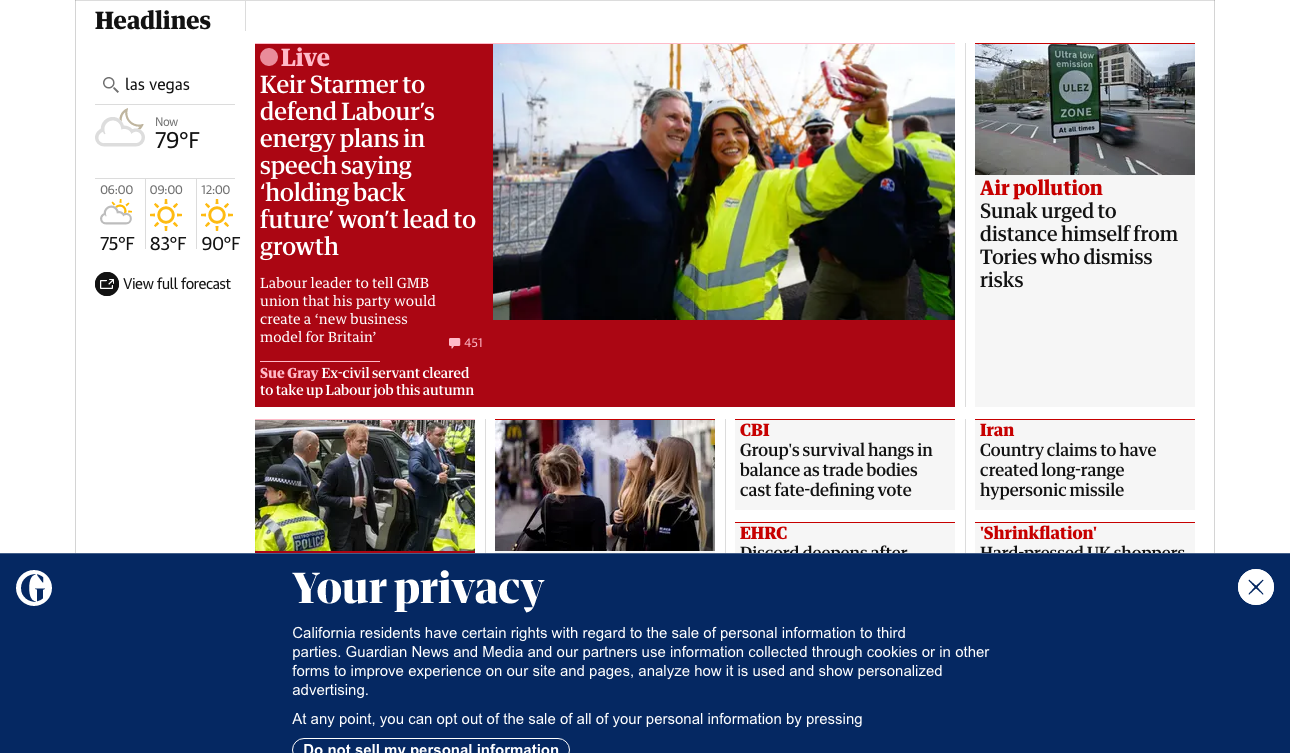 Headlines
las vegas
Now
79°F
06:00
09:00
12:00
75°F
83°F
90°F
View full forecast
Live
Keir Starmer to
defend Labour's
energy plans in
speech saying
'holding back
future' won't lead to
growth
Labour leader to tell GMB
union that his party would
create a 'new business
model for Britain'
451
Sue Gray Ex-civil servant cleared
to take up Labour job this autumn
Ultra low
emission
ULEZ
ZONE
At all times
Air pollution
Sunak urged to
distance himself from
Tories who dismiss
risks
METROPOLITAN
POLICE
CBI
Group's survival hangs in
balance as trade bodies
cast fate-defining vote
Iran
Country claims to have
created long-range
hypersonic missile
EHRC
Discord deepens after
'Shrinkflation'
Hard-pressed UK shoppers
Your privacy
California residents have certain rights with regard to the sale of personal information to third
parties. Guardian News and Media and our partners use information collected through cookies or in other
forms to improve experience on our site and pages, analyze how it is used and show personalized
advertising.
At any point, you can opt out of the sale of all of your personal information by pressing
Do not sell my personal information